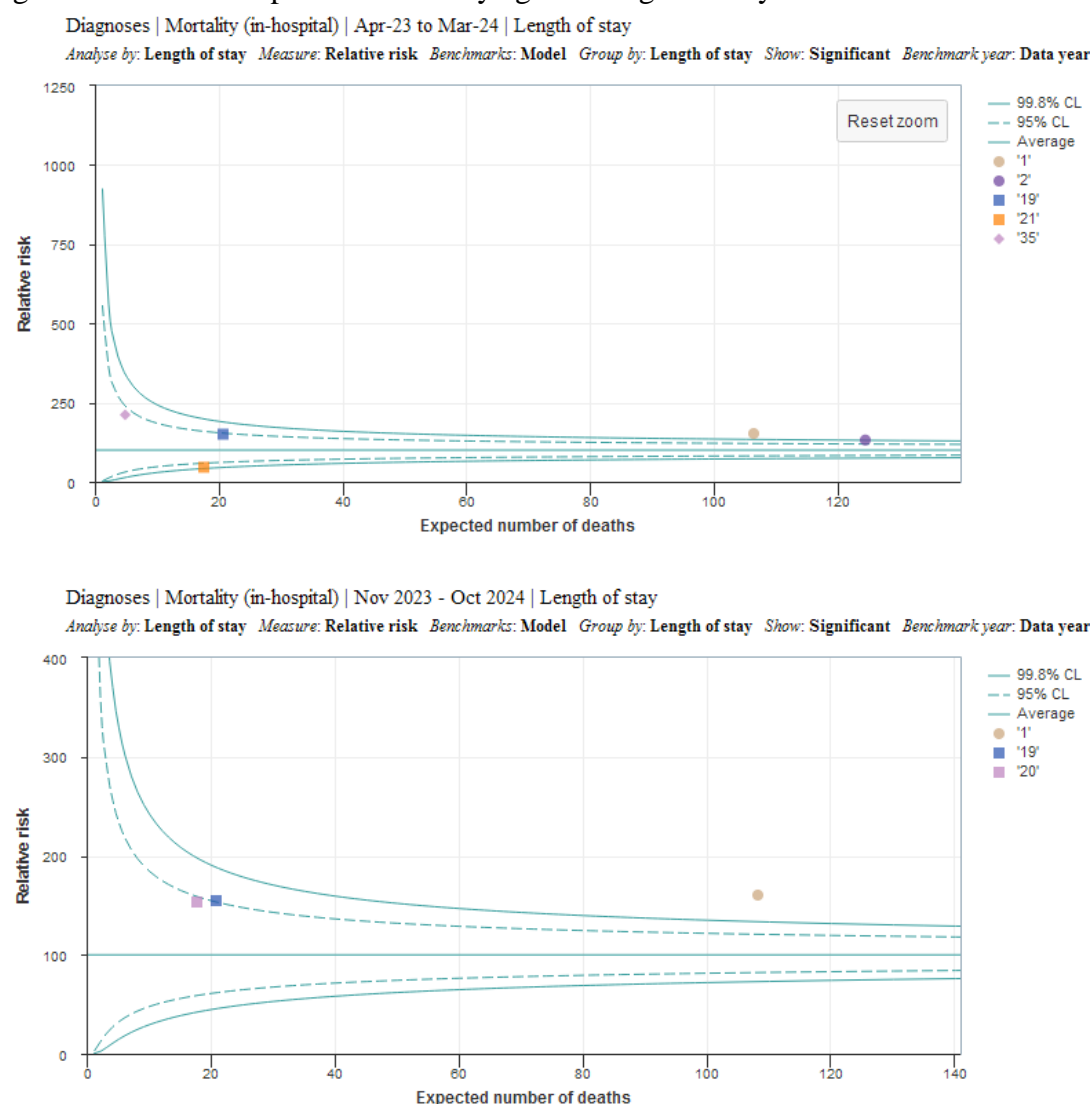 Diagnoses | Mortality (in-hospital) | Apr-23 to Mar-24 | Length of stay
Analyse by: Length of stay Measure: Relative risk Benchmarks: Model Group by: Length of stay Show: Significant Benchmark year: Data year
1250
1000
750
500
250
0
Relative risk
Reset zoom
99.8% CL
95% CL
Average
'1'
'2'
'19'
'21'
'35'
0 20 40 60 80 100 120
Expected number of deaths
Diagnoses | Mortality (in-hospital) | Nov 2023 - Oct 2024 | Length of stay
Analyse by: Length of stay Measure: Relative risk Benchmarks: Model Group by: Length of stay Show: Significant Benchmark year: Data year
400
300
200
100
0
Relative risk
99.8% CL
95% CL
Average
'1'
'19'
'20'
0 20 40 60 80 100 120 140
Expected number of deaths